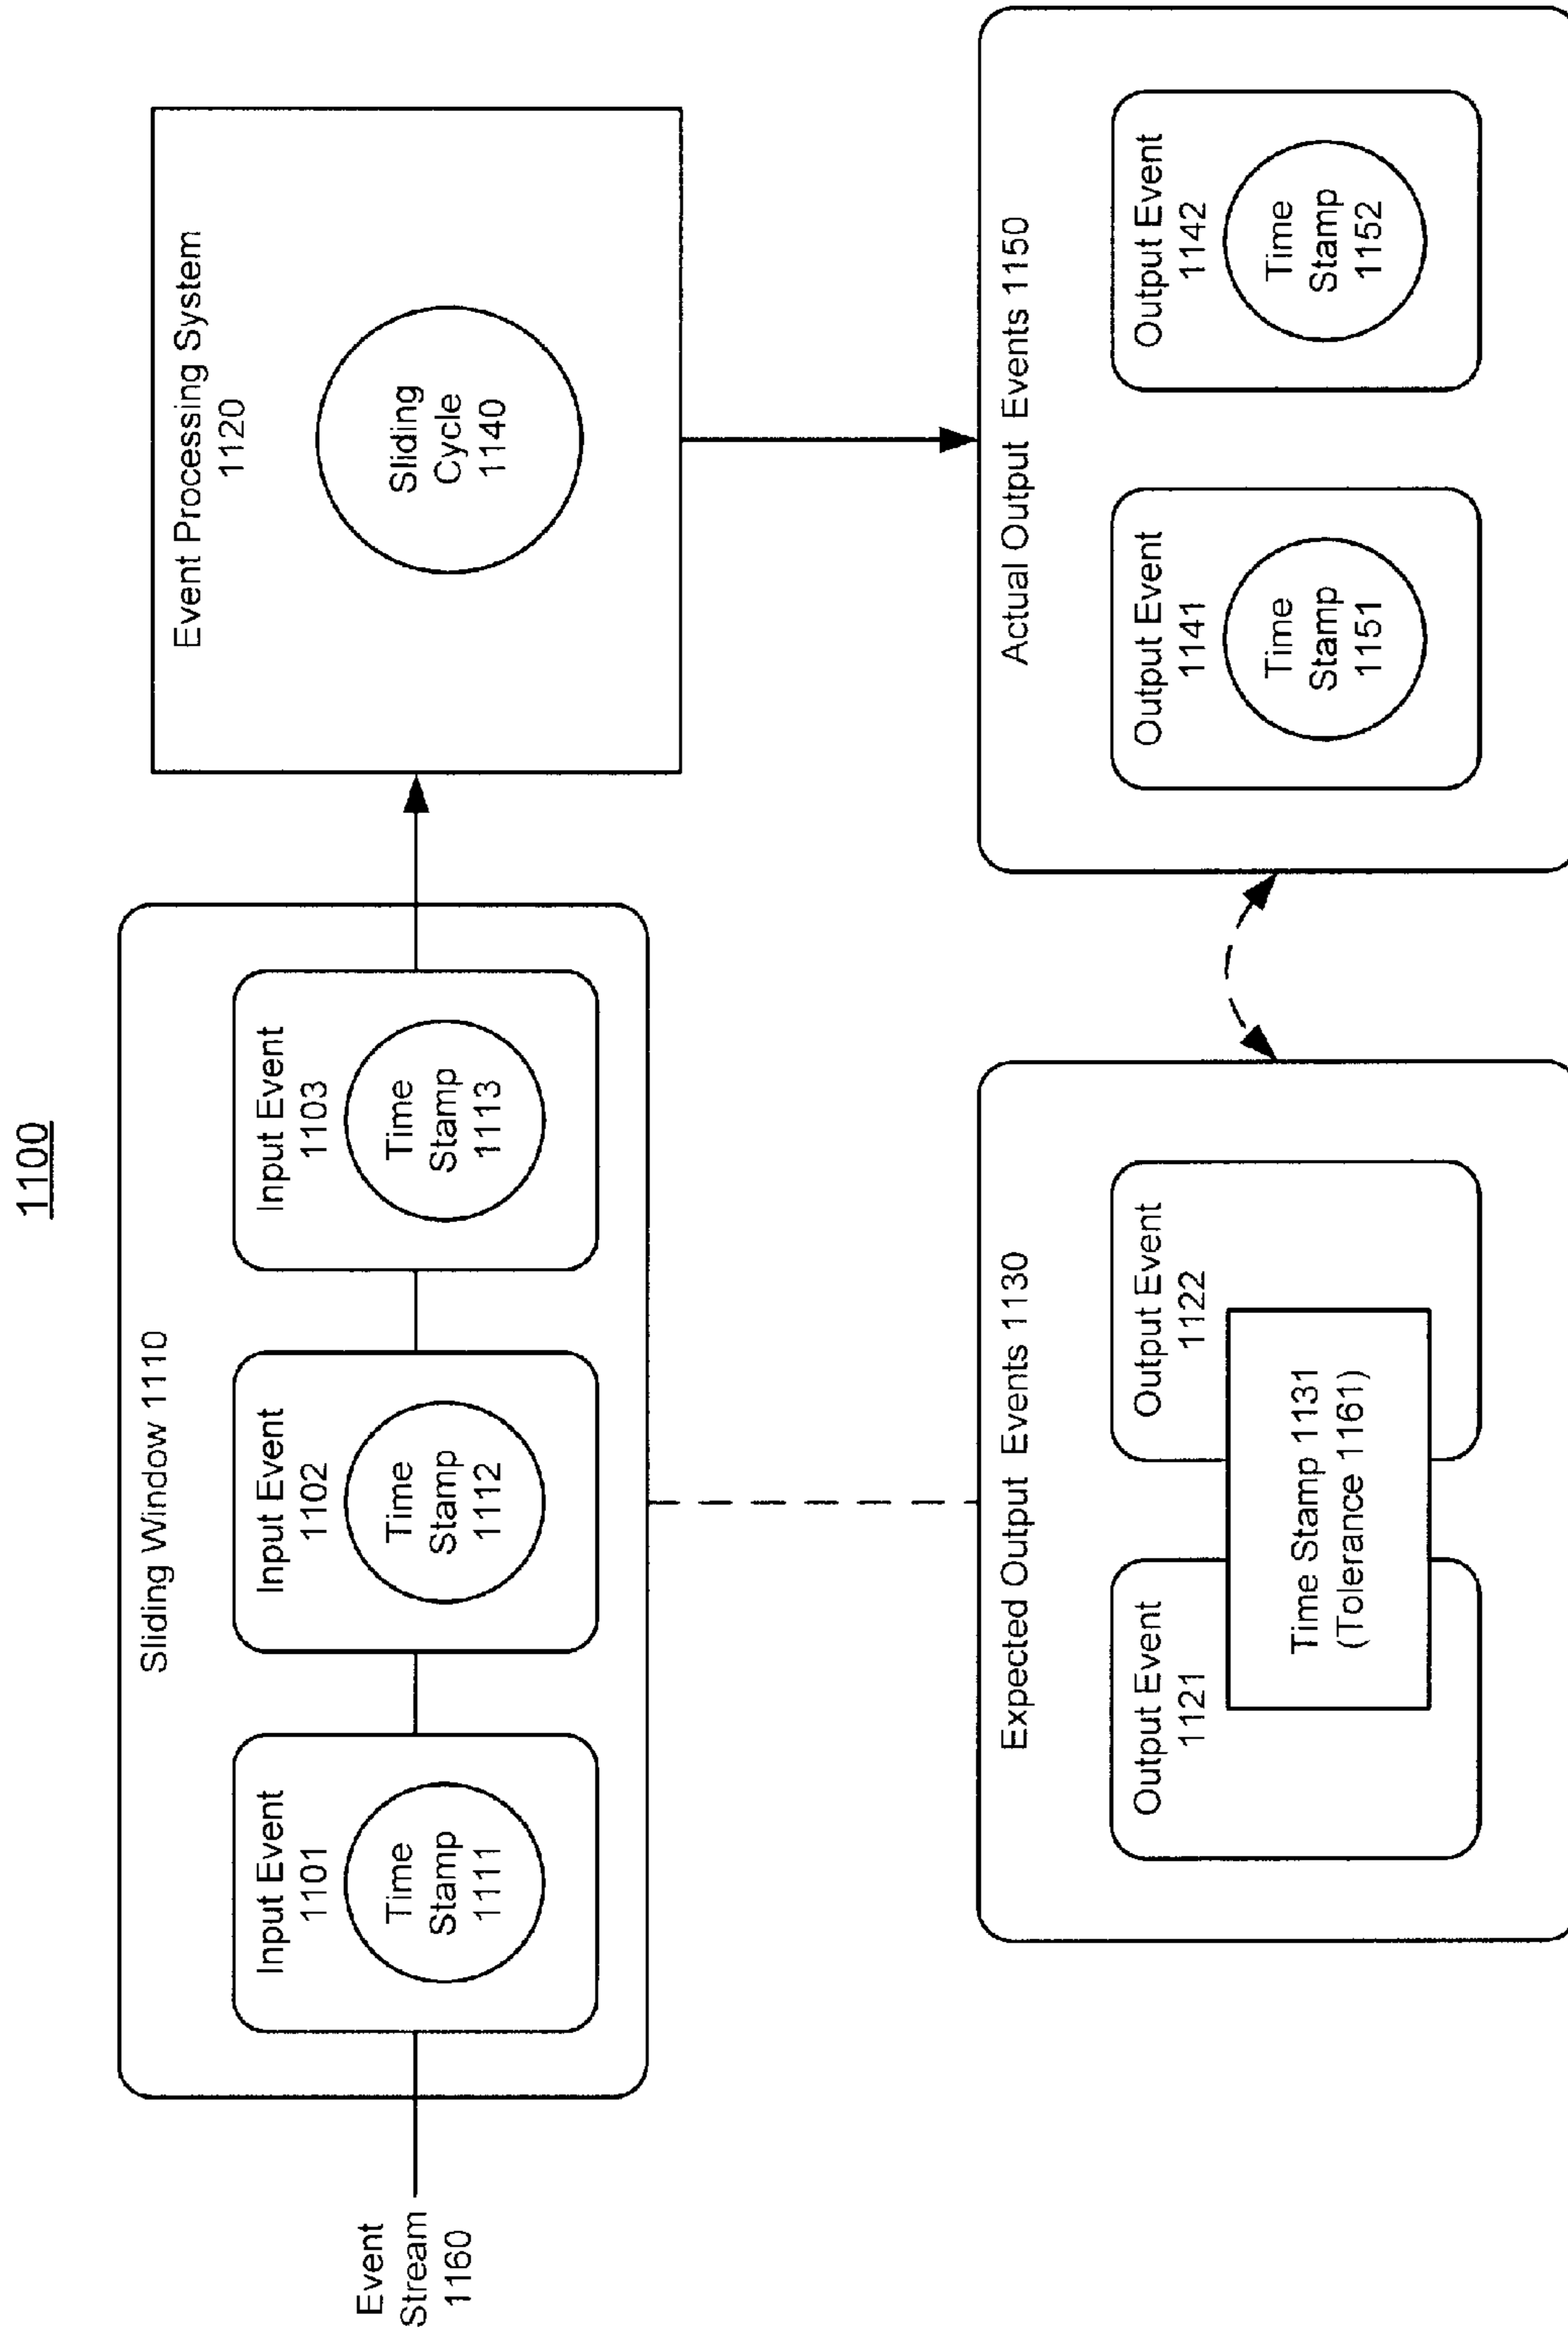 1100
Sliding Window 1110
Event
Stream
1160
Input Event
1101
Time
Stamp
1111
Input Event
1102
Time
Stamp
1112
Input Event
1103
Time
Stamp
1113
Event Processing System
1120
Sliding
Cycle
1140
Expected Output Events 1130
Output Event
1121
Output Event
1122
Time Stamp 1131
(Tolerance 1161)
Actual Output Events 1150
Output Event
1141
Time
Stamp
1151
Output Event
1142
Time
Stamp
1152